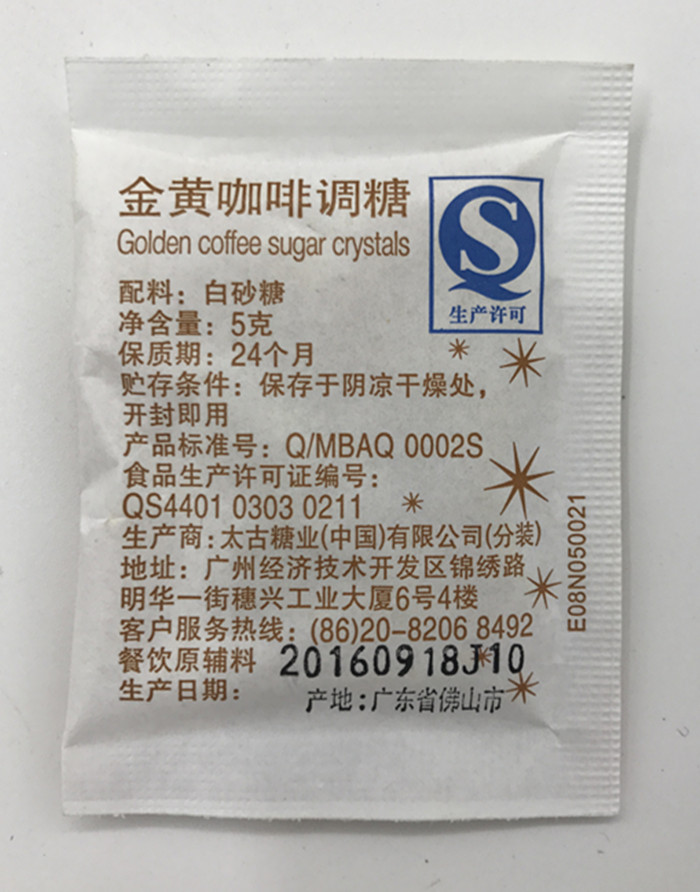 金黄咖啡调糖
Golden coffee sugar crystals
S
生产许可
配料：白砂糖
净含量：5克
保质期：24个月
贮存条件：保存于阴凉干燥处，
开封即用
产品标准号：Q/MBAQ 0002S
食品生产许可证编号：
QS4401 0303 0211
生产商：太古糖业(中国)有限公司(分装)
地址：广州经济技术开发区锦绣路
明华一街穗兴工业大厦6号4楼
客户服务热线：(86)20-8206 8492
餐饮原辅料
20160918J10
生产日期：
产地：广东省佛山市
E08N050021